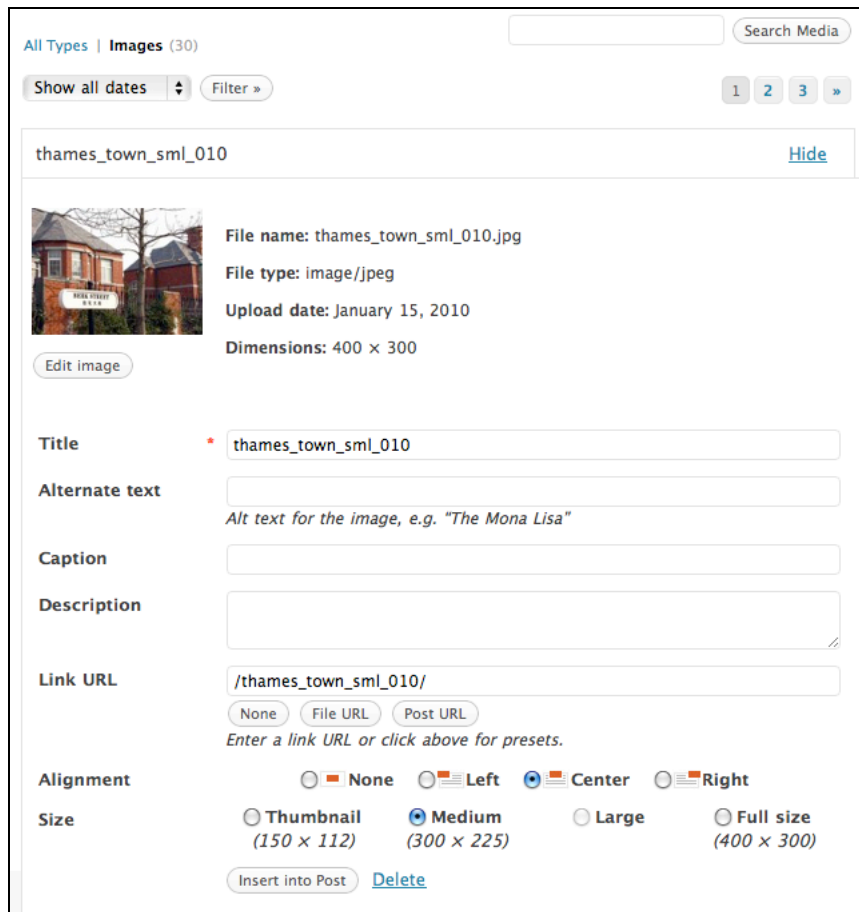 All Types | Images (30)
Search Media
Show all dates Filter »
1 2 3 »
thames_town_sml_010 Hide
File name: thames_town_sml_010.jpg
File type: image/jpeg
Upload date: January 15, 2010
Dimensions: 400 × 300
Edit image
Title * thames_town_sml_010
Alternate text
Alt text for the image, e.g. "The Mona Lisa"
Caption
Description
Link URL /thames_town_sml_010/
None File URL Post URL
Enter a link URL or click above for presets.
Alignment None Left Center Right
Size Thumbnail Medium Large Full size
(150 × 112) (300 × 225) (400 × 300)
Insert into Post Delete